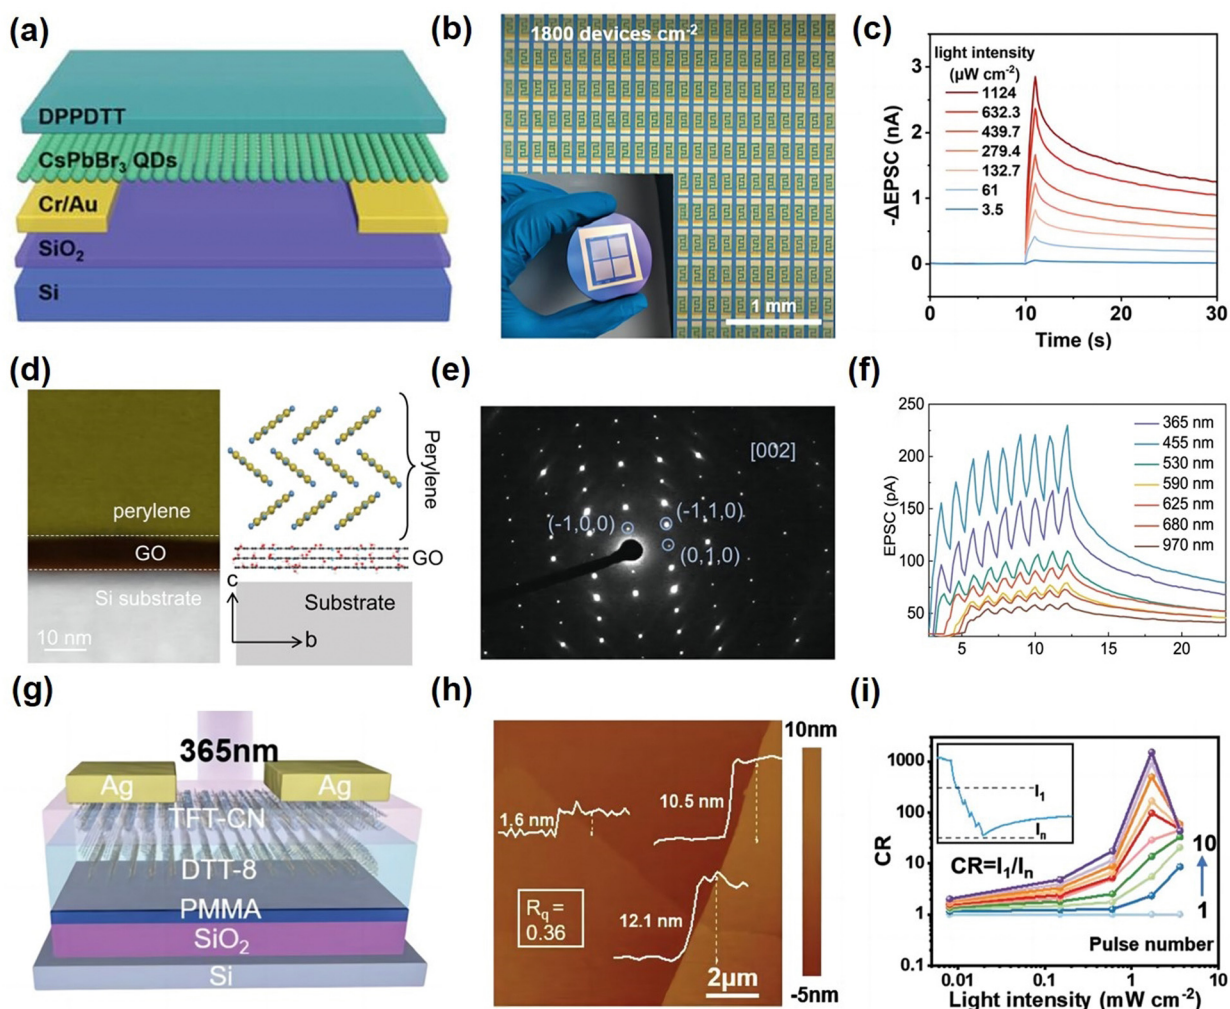 (a)
DPPDTT
CsPbBr₃ QDs
Cr/Au
SiO₂
Si
(b)
1800 devices cm⁻²
1 mm
(c)
light intensity
(μW cm⁻²)
1124
632.3
439.7
279.4
132.7
61
3.5
-ΔEPSC (nA)
3
2
1
0
0 10 20 30
Time (s)
(d)
perylene
GO
Si substrate
10 nm
Perylene
GO
c
Substrate
b
(e)
[002]
(-1,0,0)
(-1,1,0)
(0,1,0)
(f)
EPSC (pA)
250
200
150
100
50
5 10 15 20
365 nm
455 nm
530 nm
590 nm
625 nm
680 nm
970 nm
(g)
365nm
Ag Ag
TFT-CN
DTT-8
PMMA
SiO₂
Si
(h)
1.6 nm
10.5 nm
12.1 nm
R_q =
0.36
2μm
10nm
-5nm
(i)
CR
1000
100
10
1
0.1
I₁
Iₙ
CR=I₁/Iₙ
10
1
Pulse number
0.01 0.1 1 10
Light intensity (mW cm⁻²)